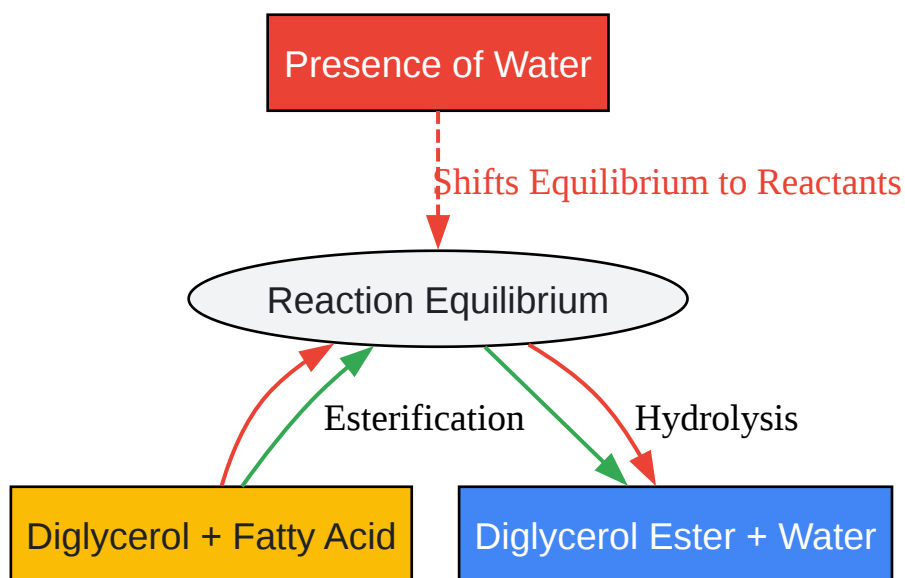 Presence of Water
Shifts Equilibrium to Reactants
Reaction Equilibrium
Esterification
Hydrolysis
Diglycerol + Fatty Acid
Diglycerol Ester + Water